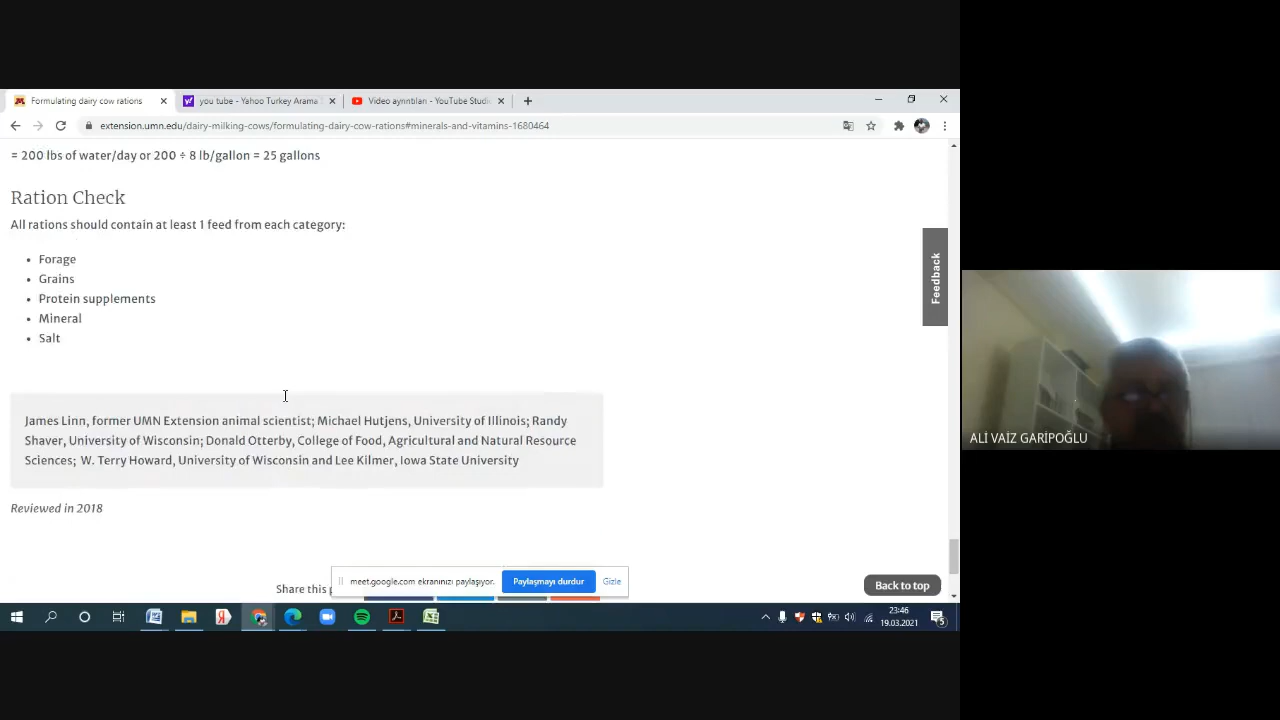 Formulating dairy cow rations
you tube - Yahoo Turkey Arama
Video ayrıntıları - YouTube Studi
extension.umn.edu/dairy-milking-cows/formulating-dairy-cow-rations#minerals-and-vitamins-1680464
= 200 lbs of water/day or 200 ÷ 8 lb/gallon = 25 gallons
Ration Check
All rations should contain at least 1 feed from each category:
• Forage
• Grains
• Protein supplements
• Mineral
• Salt
Feedback
James Linn, former UMN Extension animal scientist; Michael Hutjens, University of Illinois; Randy
Shaver, University of Wisconsin; Donald Otterby, College of Food, Agricultural and Natural Resource
Sciences; W. Terry Howard, University of Wisconsin and Lee Kilmer, Iowa State University
Reviewed in 2018
Share this p
meet.google.com ekranınızı paylaşıyor.
Paylaşmayı durdur
Gizle
Back to top
23:46
19.03.2021
5
ALİ VAİZ GARİPOĞLU